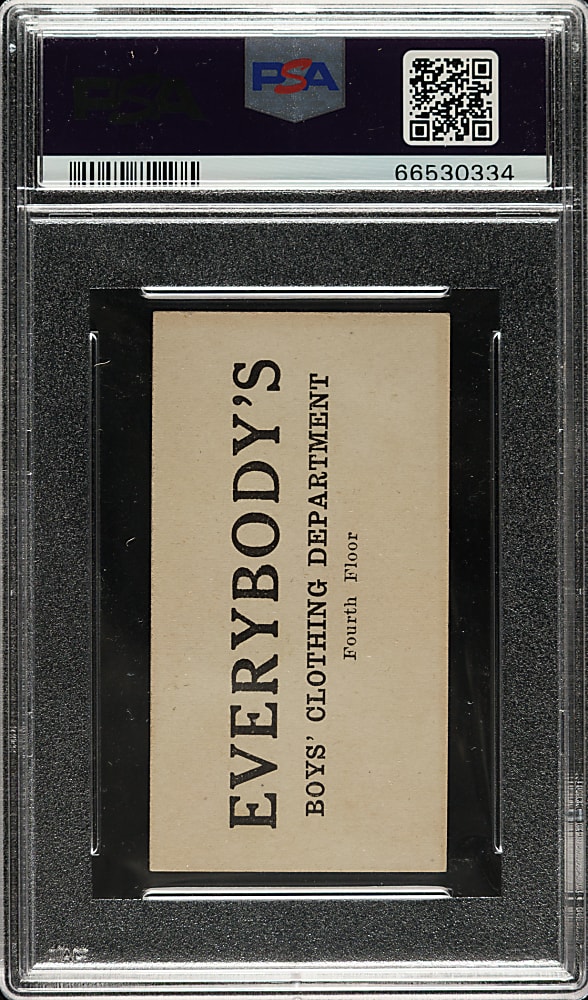 PSA
66530334
EVERYBODY'S
BOYS' CLOTHING DEPARTMENT
Fourth Floor